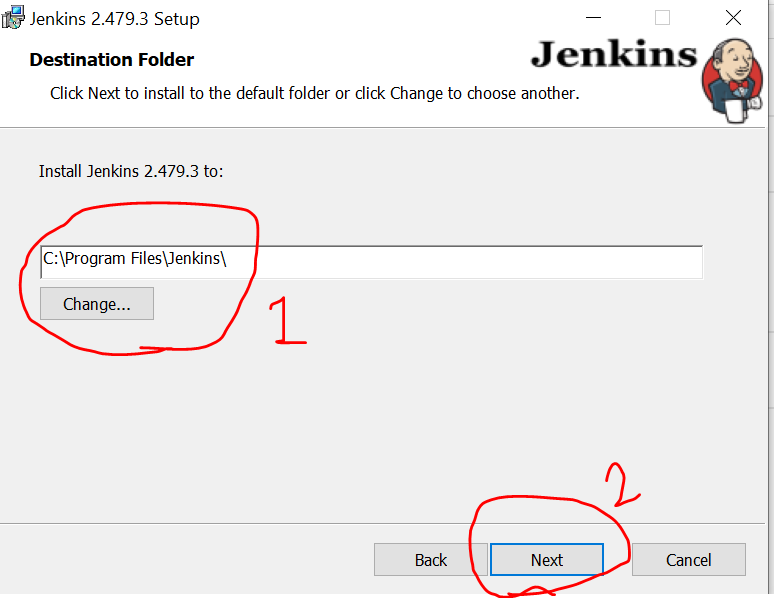 Jenkins 2.479.3 Setup
Destination Folder
Jenkins
Click Next to install to the default folder or click Change to choose another.
Install Jenkins 2.479.3 to:
C:\Program Files\Jenkins\
Change...
1
2
Back Next Cancel